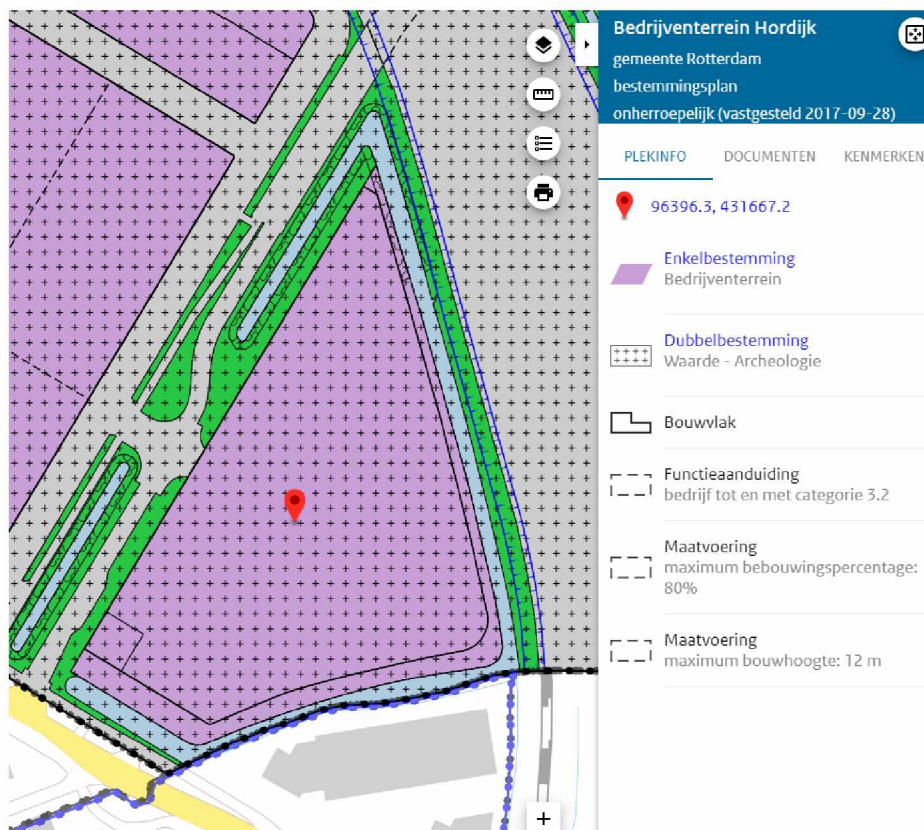 Bedrijventerrein Hordijk
gemeente Rotterdam
bestemmingsplan
onherroepelijk (vastgesteld 2017-09-28)
PLEKINFO DOCUMENTEN KENMERKEN
96396.3, 431667.2
Enkelbestemming
Bedrijventerrein
Dubbelbestemming
Waarde - Archeologie
Bouwvlak
Functieaanduiding
bedrijf tot en met categorie 3.2
Maatvoering
maximum bebouwingspercentage:
80%
Maatvoering
maximum bouwhoogte: 12 m